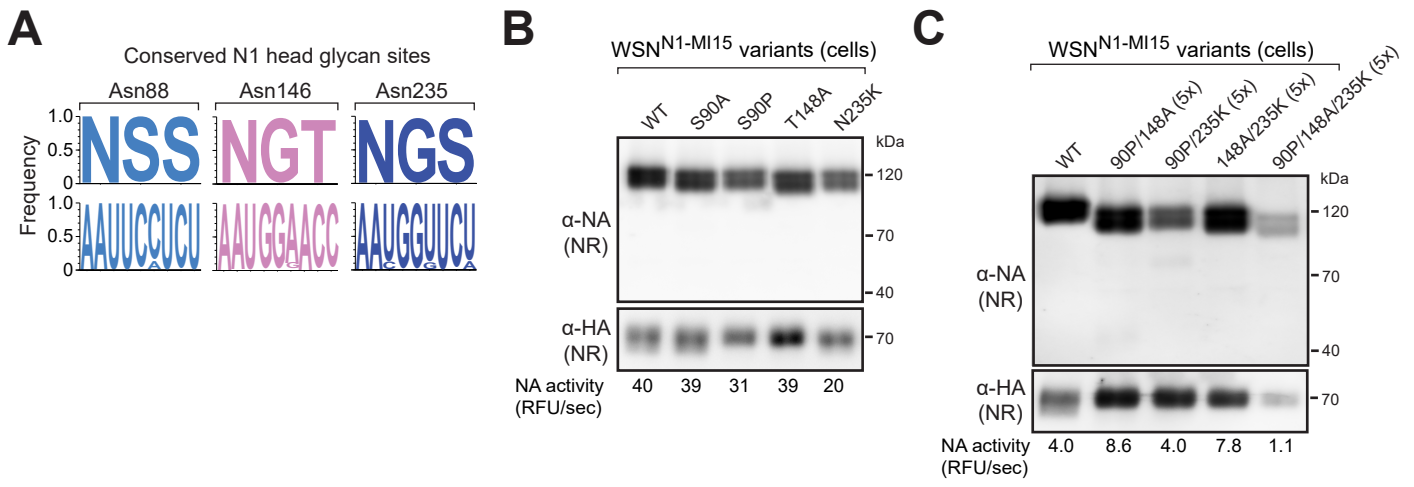 A
Conserved N1 head glycan sites
Asn88 Asn146 Asn235
Frequency
1.0
0.5
0
NSS NGT NGS
1.0
0.5
0
AAUUCCUCU AAUGGAACC AAUGGUUCU
A G C G A
B
WSN^N1-MI15 variants (cells)
WT S90A S90P T148A N235K
kDa
α-NA
(NR)
120
70
40
α-HA
(NR)
70
NA activity
(RFU/sec)
40 39 31 39 20
C
WSN^N1-MI15 variants (cells)
WT 90P/148A (5x) 90P/235K (5x) 148A/235K (5x) 90P/148A/235K (5x)
kDa
α-NA
(NR)
120
70
40
α-HA
(NR)
70
NA activity
(RFU/sec)
4.0 8.6 4.0 7.8 1.1